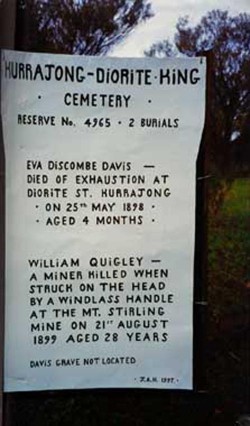 KURRAJONG-DIORITE·KING
· CEMETERY ·
RESERVE No. 4965 · 2 BURIALS
EVA DISCOMBE DAVIS —
DIED OF EXHAUSTION AT
DIORITE ST. KURRAJONG
· ON 25TH MAY 1898 ·
· AGED 4 MONTHS ·
WILLIAM QUIGLEY —
A MINER KILLED WHEN
STRUCK ON THE HEAD
BY A WINDLASS HANDLE
AT THE MT. STIRLING
MINE ON 21ST AUGUST
1899 AGED 28 YEARS
DAVIS GRAVE NOT LOCATED